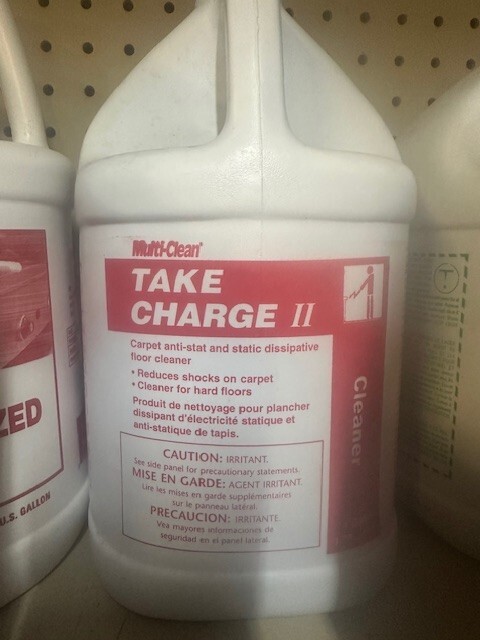 Multi-Clean®
TAKE
CHARGE II
Carpet anti-stat and static dissipative
floor cleaner
• Reduces shocks on carpet
• Cleaner for hard floors
Produit de nettoyage pour plancher
dissipant d'électricité statique et
anti-statique de tapis.
CAUTION: IRRITANT.
See side panel for precautionary statements.
MISE EN GARDE: AGENT IRRITANT.
Lire les mises en garde supplémentaires
sur le panneau latéral.
PRECAUCION: IRRITANTE
Vea mayores informaciones de
seguridad en el panel lateral.
Cleaner
ZED
U.S. GALLON